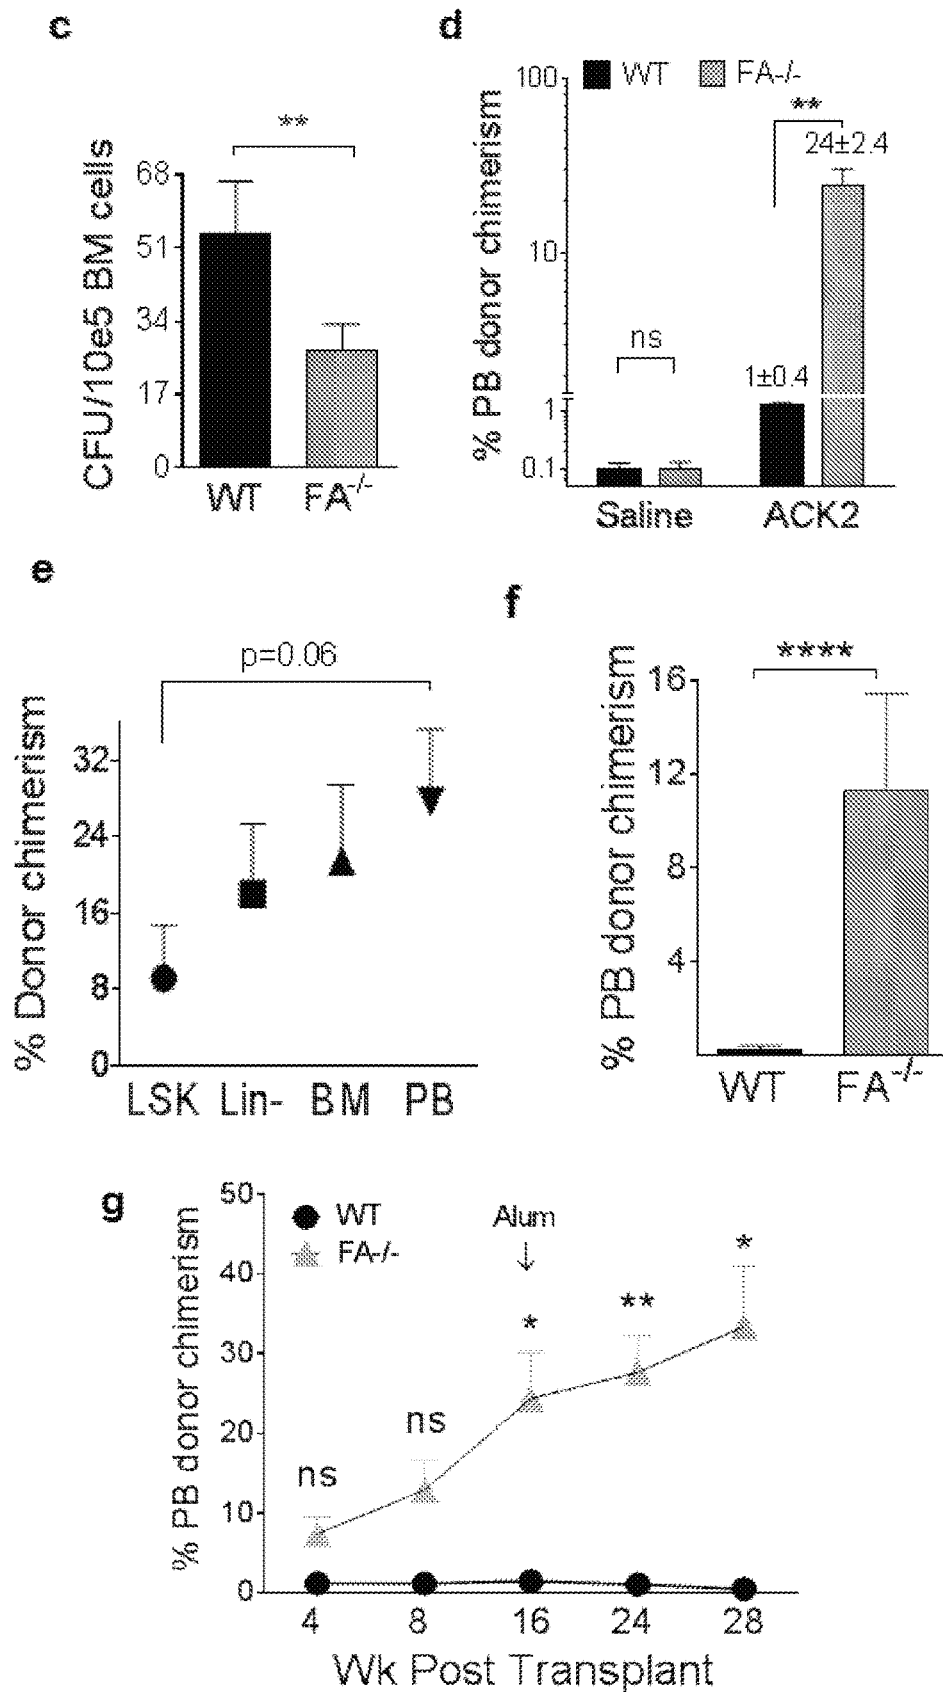 c
**
68
51
34
17
0
CFU/10e5 BM cells
WT
FA-/-
d
WT
FA-/-
100
10
1
0.1
% PB donor chimerism
ns
1±0.4
**
24±2.4
Saline
ACK2
e
p=0.06
32
24
16
8
0
% Donor chimerism
LSK
Lin-
BM
PB
f
****
16
12
8
4
% PB donor chimerism
WT
FA-/-
g
WT
FA-/-
Alum
↓
50
40
30
20
10
0
% PB donor chimerism
ns
ns
*
**
*
4
8
16
24
28
Wk Post Transplant